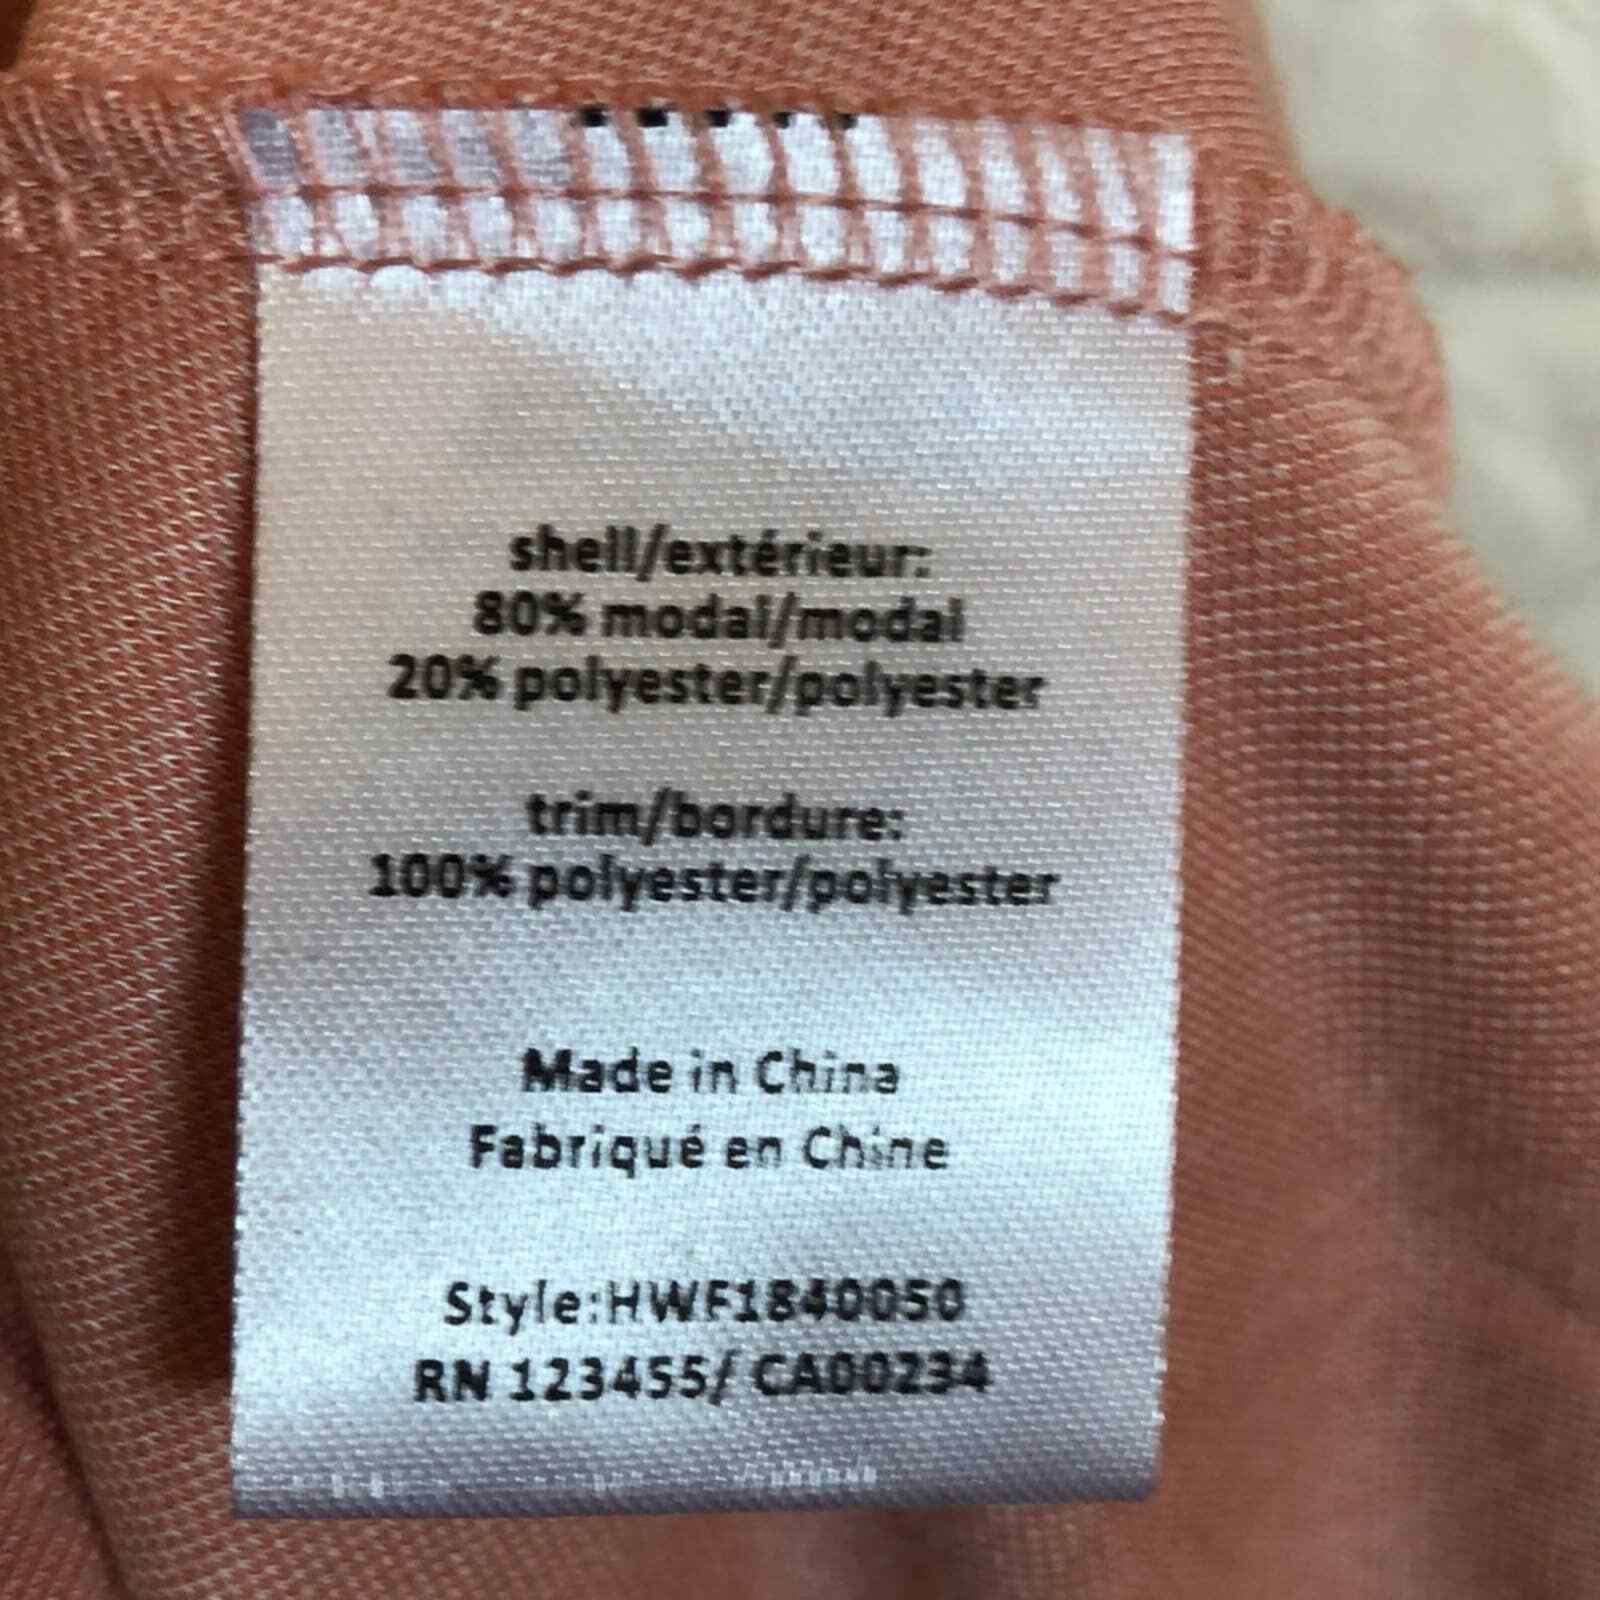 shell/extérieur:
80% modal/modal
20% polyester/polyester
trim/bordure:
100% polyester/polyester
Made in China
Fabriqué en Chine
Style:HWF1840050
RN 123455/ CA00234